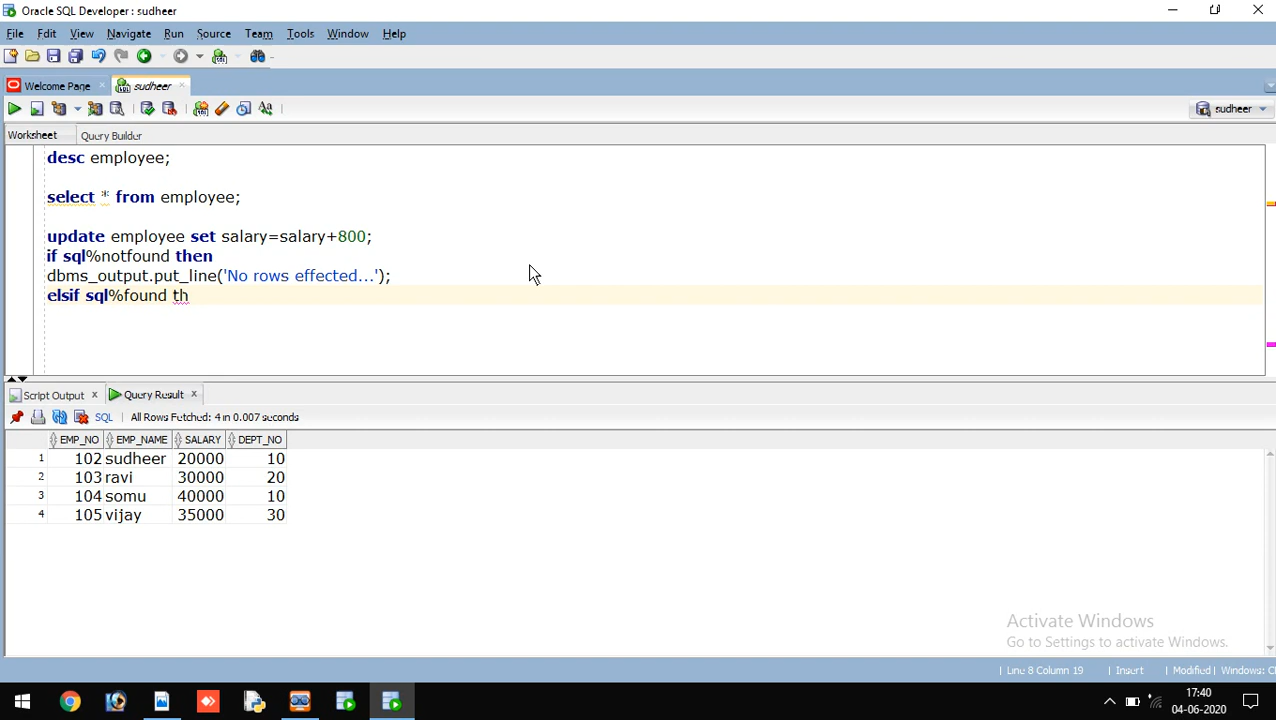 Oracle SQL Developer : sudheer
File Edit View Navigate Run Source Team Tools Window Help
Welcome Page × sudheer ×
sudheer
Worksheet Query Builder
desc employee;
select * from employee;
update employee set salary=salary+800;
if sql%notfound then
dbms_output.put_line('No rows effected...');
elsif sql%found th
Script Output × Query Result ×
SQL | All Rows Fetched: 4 in 0.007 seconds
EMP_NO EMP_NAME SALARY DEPT_NO
1 102 sudheer 20000 10
2 103 ravi 30000 20
3 104 somu 40000 10
4 105 vijay 35000 30
Activate Windows
Go to Settings to activate Windows.
| Line 8 Column 19 | Insert | Modified | Windows: C
17:40
04-06-2020